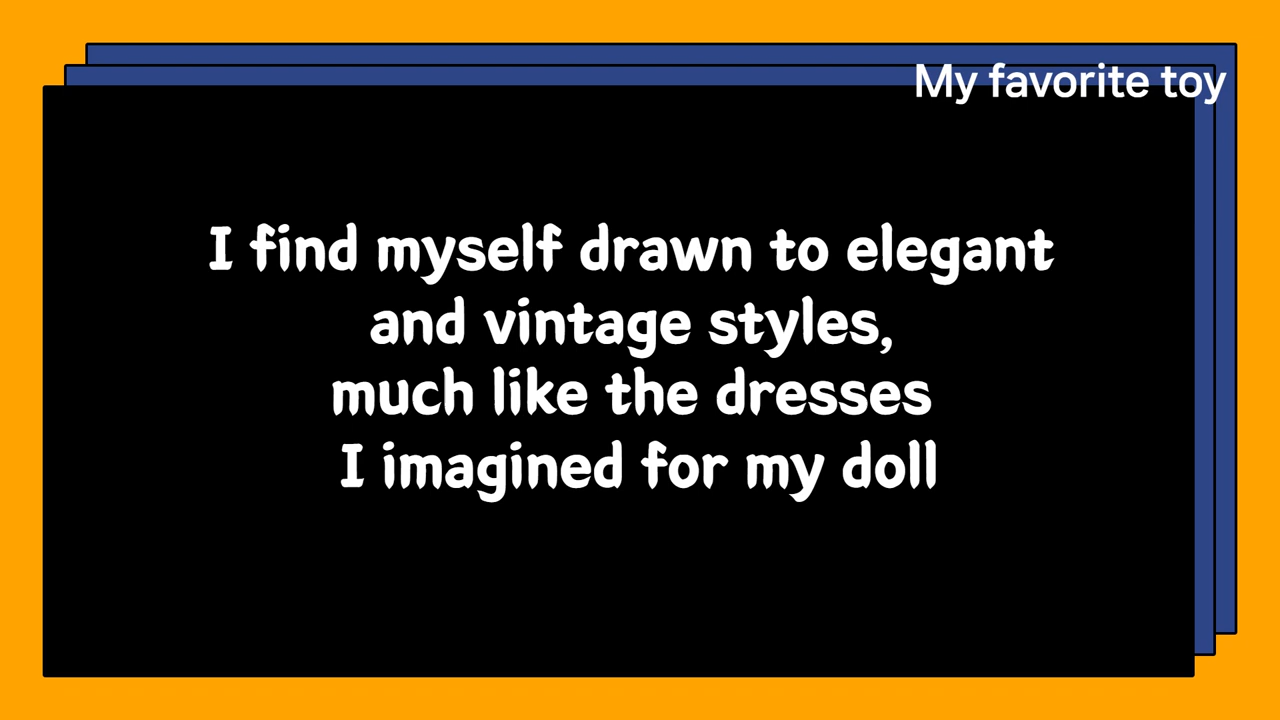 My favorite toy
I find myself drawn to elegant
and vintage styles,
much like the dresses
I imagined for my doll